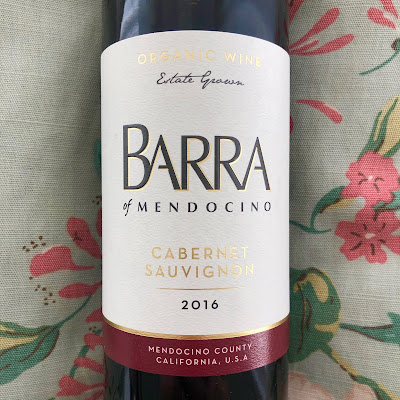 ORGANIC WINE
Estate Grown
BARRA
of MENDOCINO
CABERNET
SAUVIGNON
2016
MENDOCINO COUNTY
CALIFORNIA, U.S.A